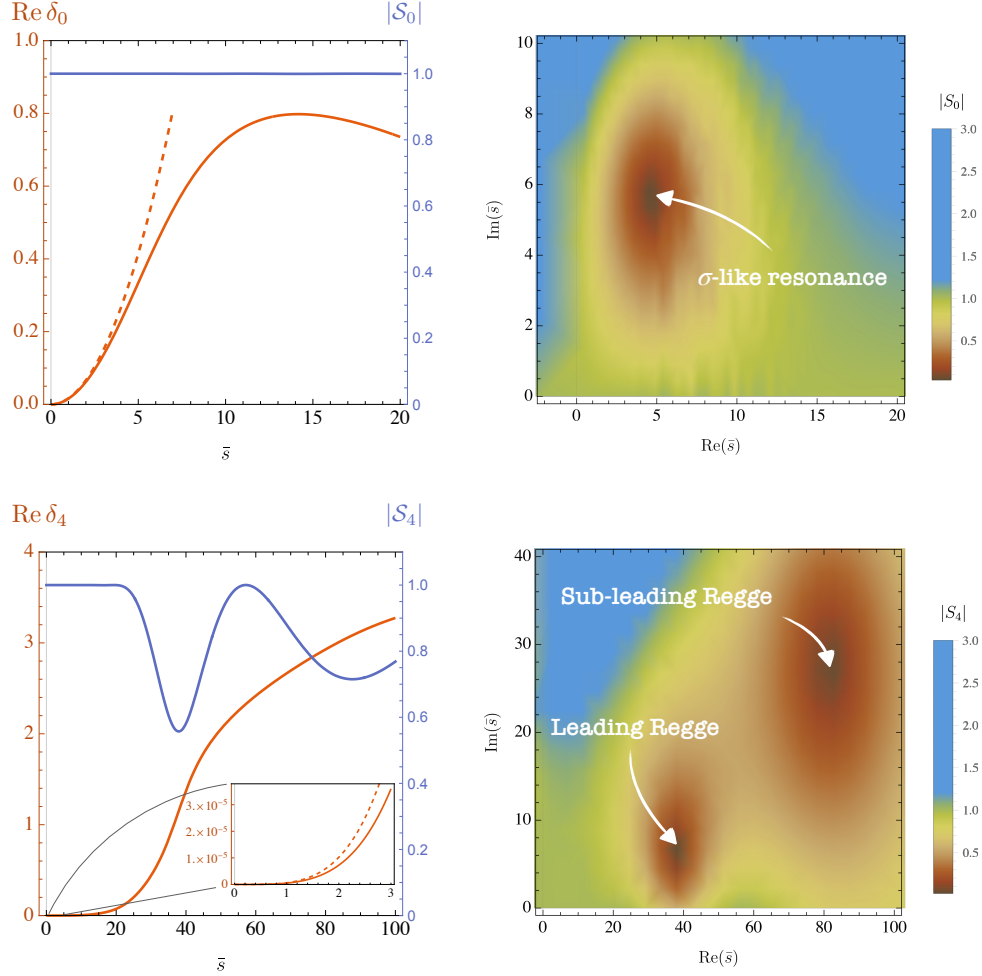 Re δ₀
|𝒮₀|
1.0
0.8
0.6
0.4
0.2
0.0
1.0
0.8
0.6
0.4
0.2
0
0 5 10 15 20
s̄
10
8
6
4
2
0
Im(s̄)
σ-like resonance
0 5 10 15 20
Re(s̄)
|S₀|
3.0
2.5
2.0
1.5
1.0
0.5
Re δ₄
|𝒮₄|
4
3
2
1
0
1.0
0.8
0.6
0.4
0.2
0
3.×10⁻⁵
2.×10⁻⁵
1.×10⁻⁵
0
0 1 2 3
0 20 40 60 80 100
s̄
40
30
20
10
0
Im(s̄)
Sub-leading Regge
Leading Regge
0 20 40 60 80 100
Re(s̄)
|S₄|
3.0
2.5
2.0
1.5
1.0
0.5